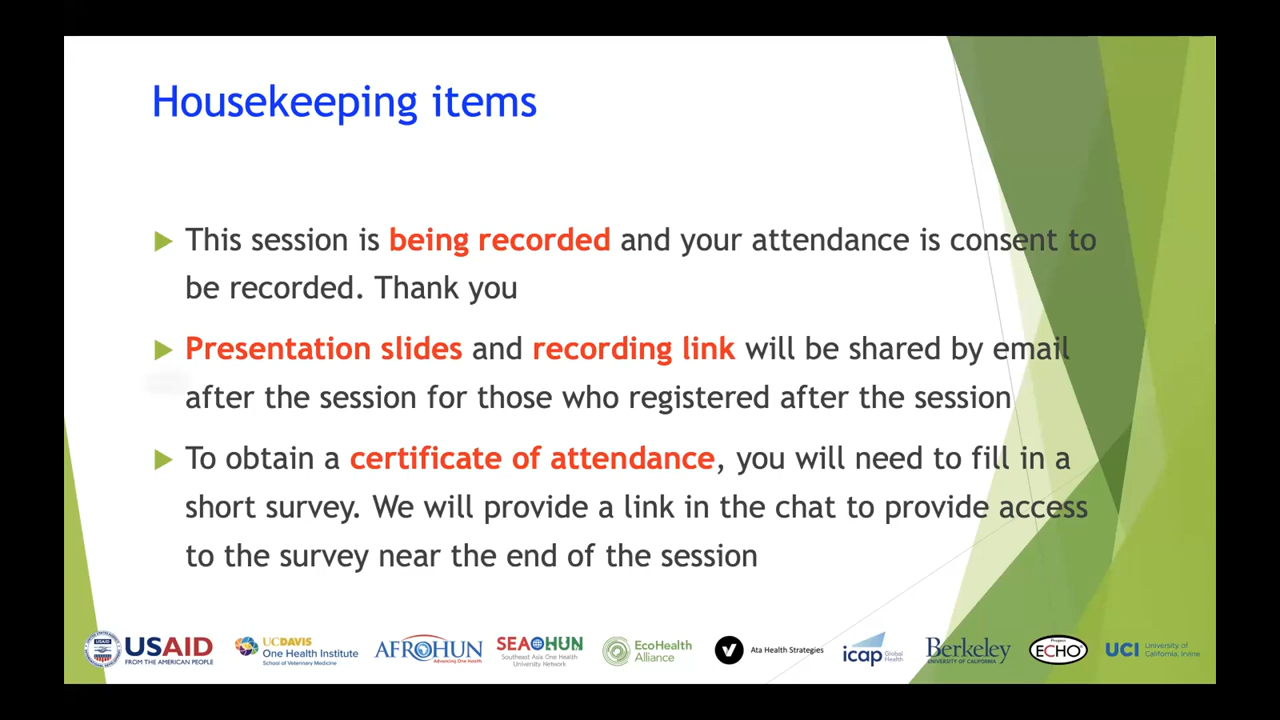 Housekeeping items
This session is being recorded and your attendance is consent to
be recorded. Thank you
Presentation slides and recording link will be shared by email
after the session for those who registered after the session
To obtain a certificate of attendance, you will need to fill in a
short survey. We will provide a link in the chat to provide access
to the survey near the end of the session
USAID
FROM THE AMERICAN PEOPLE
UCDAVIS
One Health Institute
School of Veterinary Medicine
AFROHUN
Advancing One Health
SEAOHUN
Southeast Asia One Health
University Network
EcoHealth
Alliance
Ata Health Strategies
icap Global
Health
Berkeley
UNIVERSITY OF CALIFORNIA
Project
ECHO
UCI University of
California, Irvine